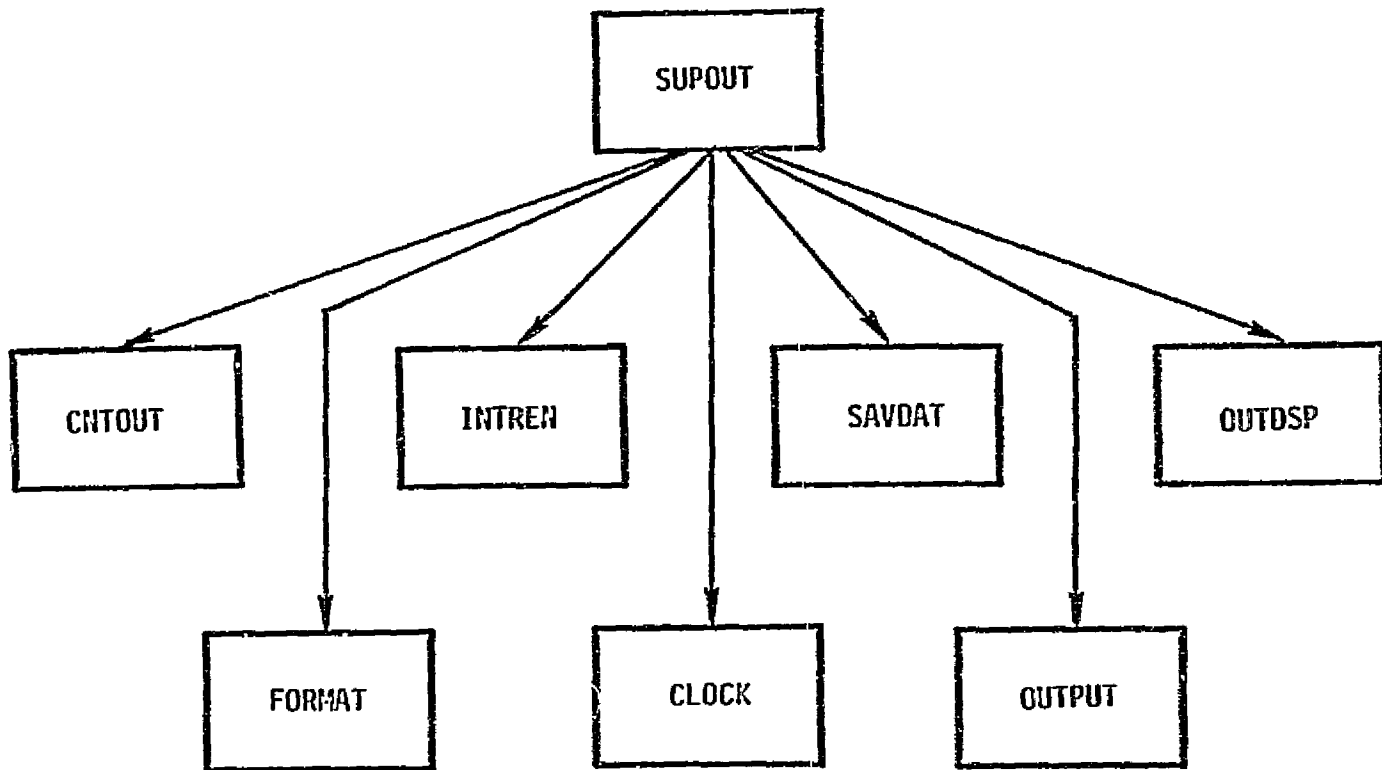 SUPOUT
CNTOUT
INTREN
SAVDAT
OUTDSP
FORMAT
CLOCK
OUTPUT